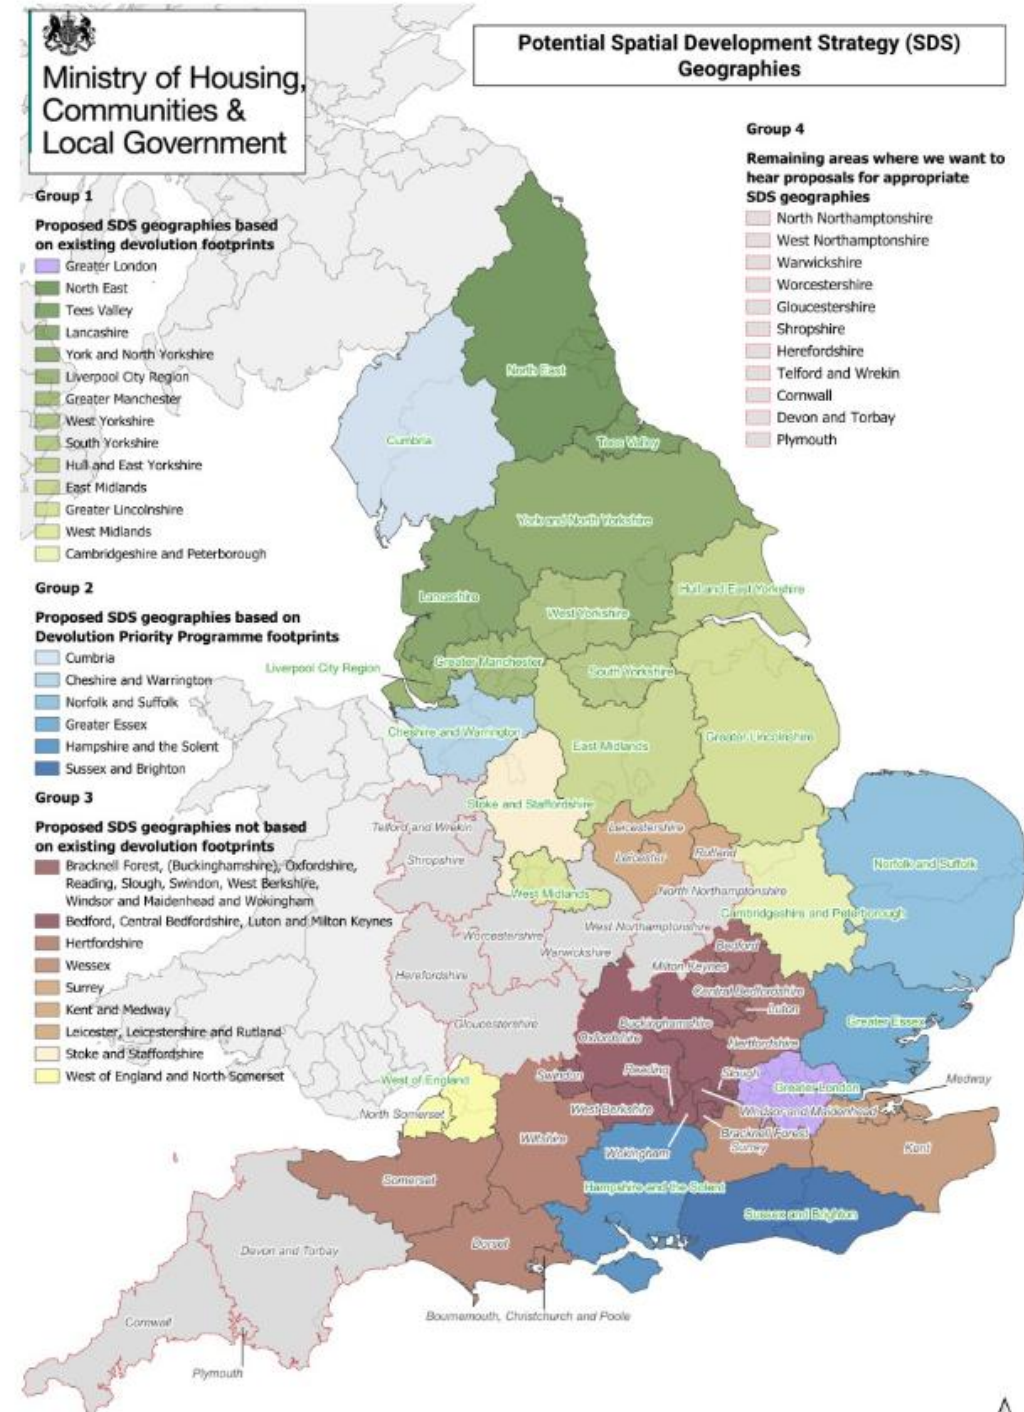 Ministry of Housing,
Communities &
Local Government
Potential Spatial Development Strategy (SDS)
Geographies
Group 1
Proposed SDS geographies based
on existing devolution footprints
Greater London
North East
Tees Valley
Lancashire
York and North Yorkshire
Liverpool City Region
Greater Manchester
West Yorkshire
South Yorkshire
Hull and East Yorkshire
East Midlands
Greater Lincolnshire
West Midlands
Cambridgeshire and Peterborough
Group 2
Proposed SDS geographies based on
Devolution Priority Programme footprints
Cumbria
Cheshire and Warrington
Norfolk and Suffolk
Greater Essex
Hampshire and the Solent
Sussex and Brighton
Group 3
Proposed SDS geographies not based
on existing devolution footprints
Bracknell Forest, (Buckinghamshire), Oxfordshire,
Reading, Slough, Swindon, West Berkshire,
Windsor and Maidenhead and Wokingham
Bedford, Central Bedfordshire, Luton and Milton Keynes
Hertfordshire
Wessex
Surrey
Kent and Medway
Leicester, Leicestershire and Rutland
Stoke and Staffordshire
West of England and North Somerset
Group 4
Remaining areas where we want to
hear proposals for appropriate
SDS geographies
North Northamptonshire
West Northamptonshire
Warwickshire
Worcestershire
Gloucestershire
Shropshire
Herefordshire
Telford and Wrekin
Cornwall
Devon and Torbay
Plymouth
North East
Cumbria
Tees Valley
York and North Yorkshire
Lancashire
Hull and East Yorkshire
West Yorkshire
Liverpool City Region
Greater Manchester
South Yorkshire
Cheshire and Warrington
East Midlands
Greater Lincolnshire
Stoke and Staffordshire
Telford and Wrekin
Leicestershire
Leicester
Rutland
Shropshire
Norfolk and Suffolk
West Midlands
North Northamptonshire
Cambridgeshire and Peterborough
West Northamptonshire
Worcestershire
Warwickshire
Bedford
Milton Keynes
Herefordshire
Central Bedfordshire
Luton
Gloucestershire
Buckinghamshire
Greater Essex
Oxfordshire
Hertfordshire
West of England
Swindon
Reading
Slough
Greater London
Medway
North Somerset
West Berkshire
Windsor and Maidenhead
Bracknell Forest
Wiltshire
Wokingham
Surrey
Kent
Somerset
Hampshire and the Solent
Sussex and Brighton
Devon and Torbay
Dorset
Bournemouth, Christchurch and Poole
Cornwall
Plymouth